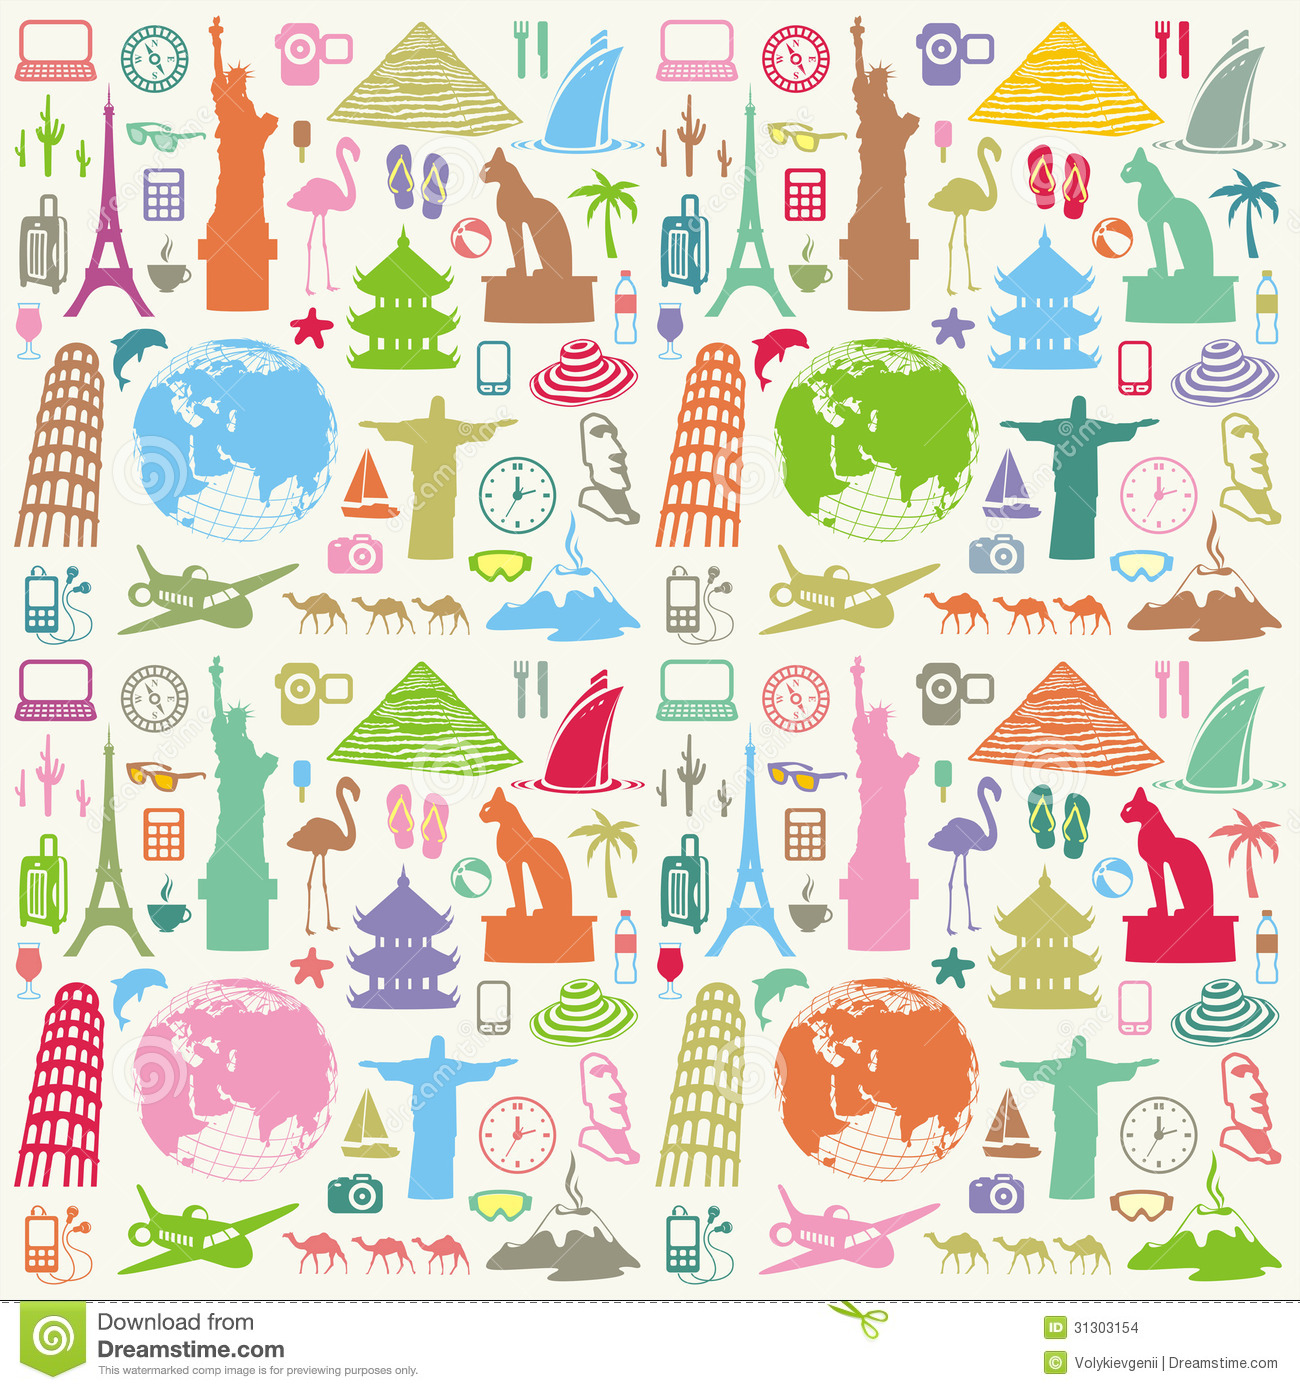 Download from
Dreamstime.com
This watermarked comp image is for previewing purposes only.
ID 31303154
© Volykievgenii | Dreamstime.com